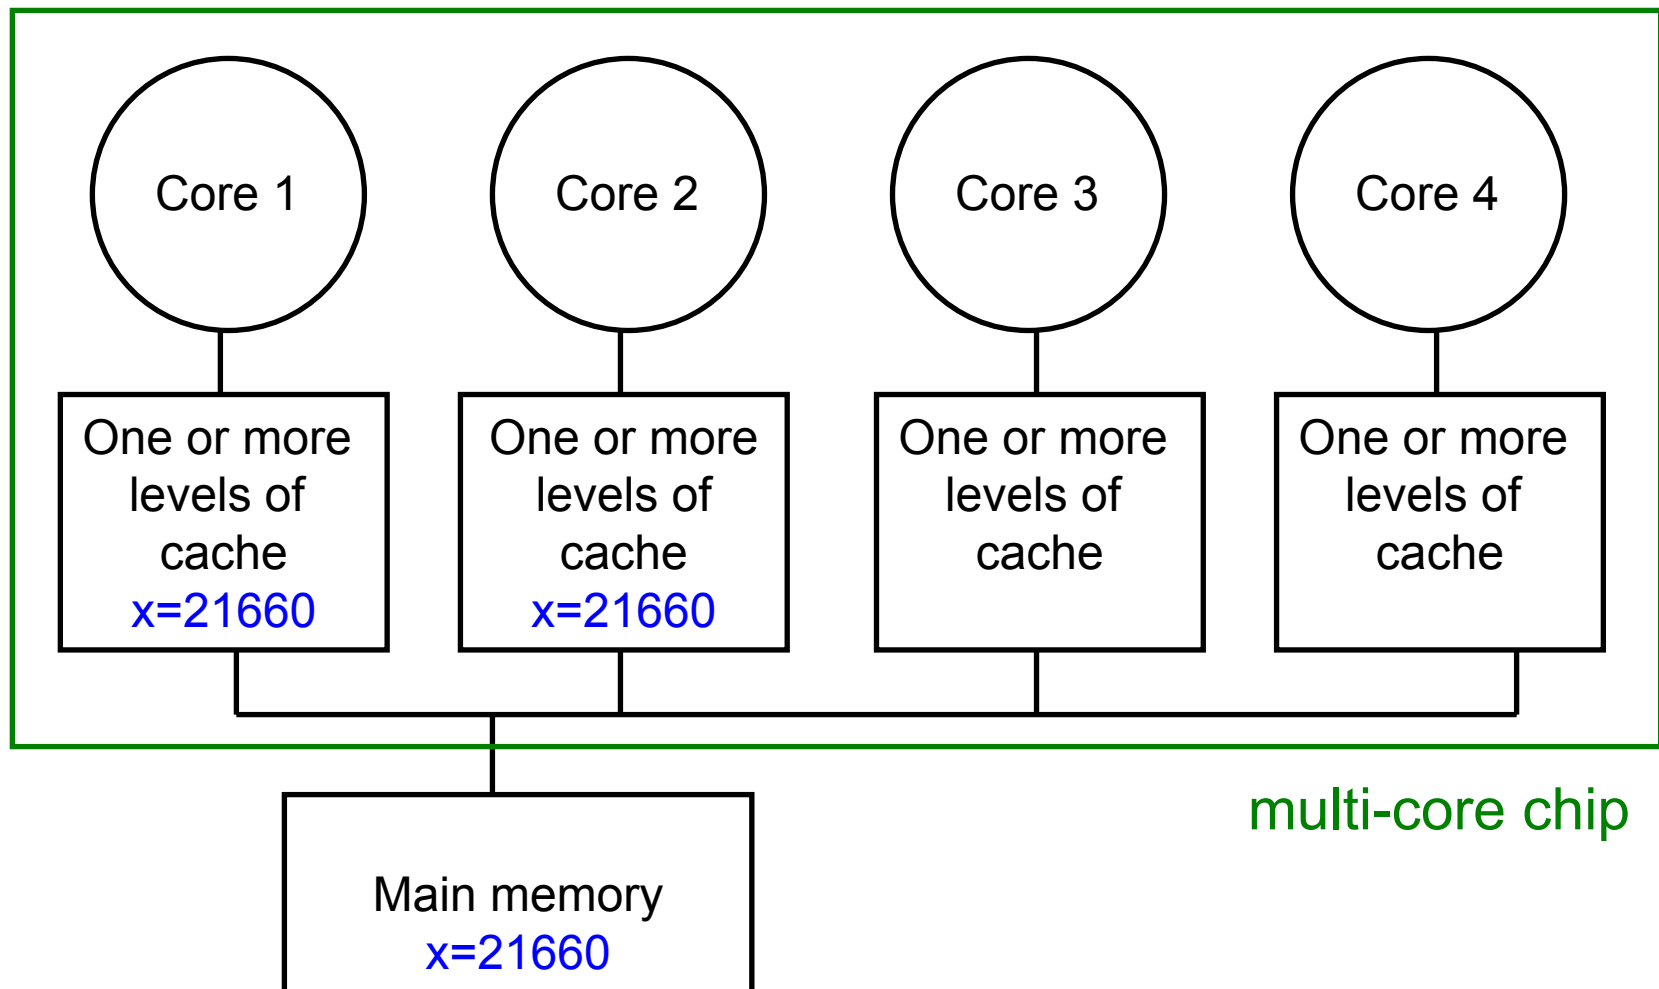 Core 1
Core 2
Core 3
Core 4
One or more
levels of
cache
x=21660
One or more
levels of
cache
x=21660
One or more
levels of
cache
One or more
levels of
cache
multi-core chip
Main memory
x=21660